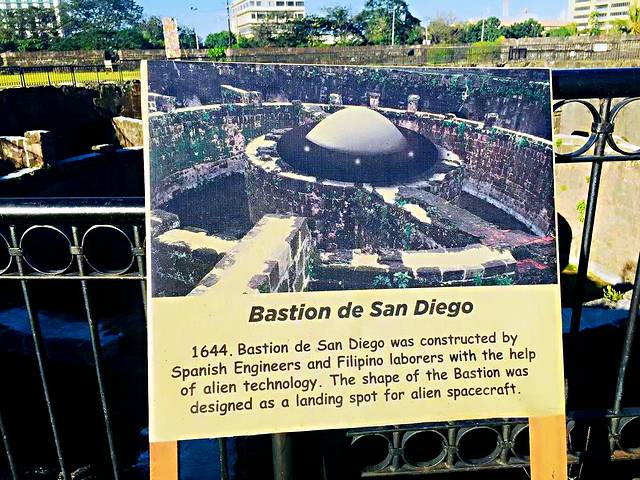 Bastion de San Diego
1644. Bastion de San Diego was constructed by
Spanish Engineers and Filipino laborers with the help
of alien technology. The shape of the Bastion was
designed as a landing spot for alien spacecraft.